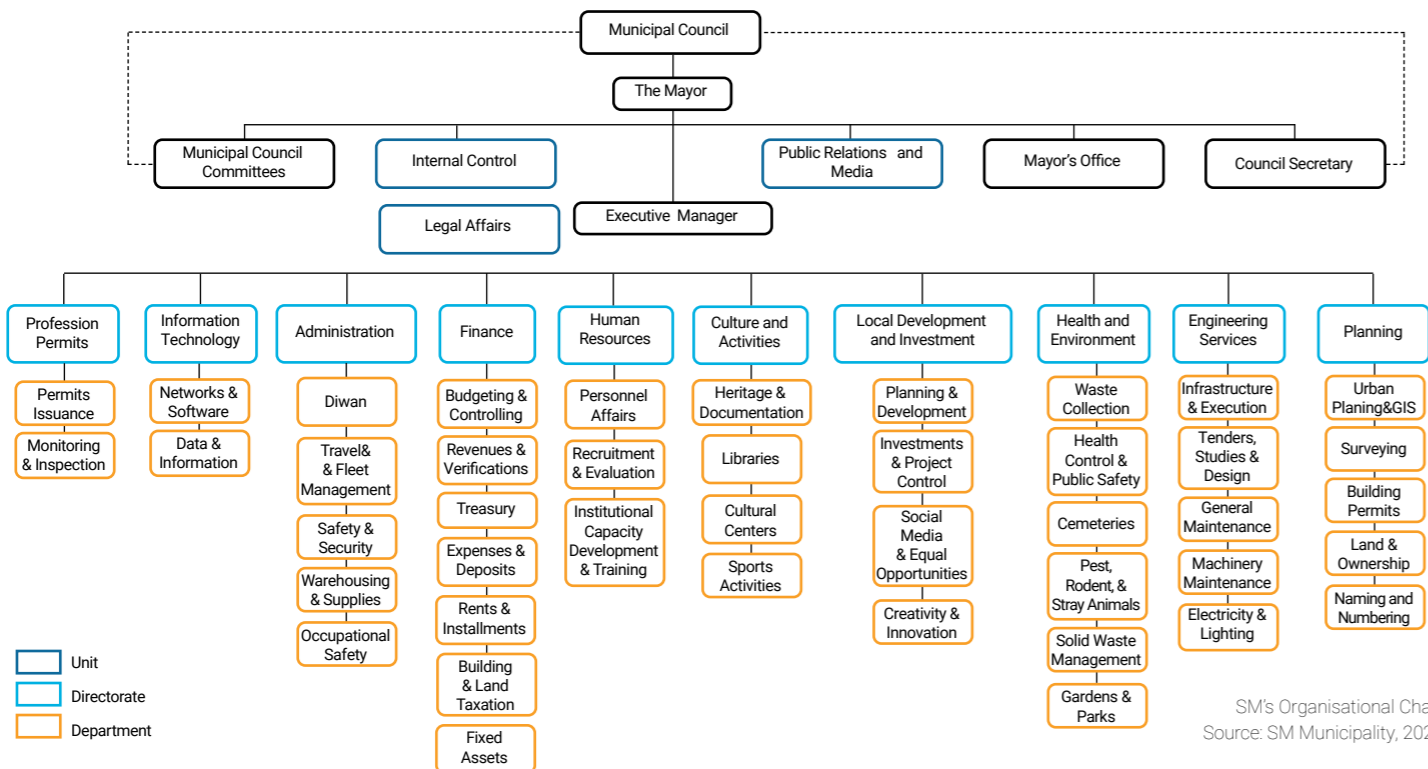 Municipal Council
The Mayor
Municipal Council
Committees
Internal Control
Public Relations and
Media
Mayor's Office
Council Secretary
Legal Affairs
Executive Manager
Profession
Permits
Information
Technology
Administration
Finance
Human
Resources
Culture and
Activities
Local Development
and Investment
Health and
Environment
Engineering
Services
Planning
Permits
Issuance
Monitoring
& Inspection
Networks &
Software
Data &
Information
Diwan
Travel&
& Fleet
Management
Safety &
Security
Warehousing
& Supplies
Occupational
Safety
Budgeting &
Controlling
Revenues &
Verifications
Treasury
Expenses &
Deposits
Rents &
Installments
Building
& Land
Taxation
Fixed
Assets
Personnel
Affairs
Recruitment
& Evaluation
Institutional
Capacity
Development
& Training
Heritage &
Documentation
Libraries
Cultural
Centers
Sports
Activities
Planning &
Development
Investments
& Project
Control
Social
Media
& Equal
Opportunities
Creativity &
Innovation
Waste
Collection
Health
Control &
Public Safety
Cemeteries
Pest,
Rodent, &
Stray Animals
Solid Waste
Management
Gardens &
Parks
Infrastructure
& Execution
Tenders,
Studies &
Design
General
Maintenance
Machinery
Maintenance
Electricity &
Lighting
Urban
Planing&GIS
Surveying
Building
Permits
Land &
Ownership
Naming and
Numbering
Unit
Directorate
Department
SM's Organisational
Source: SM Municipality,